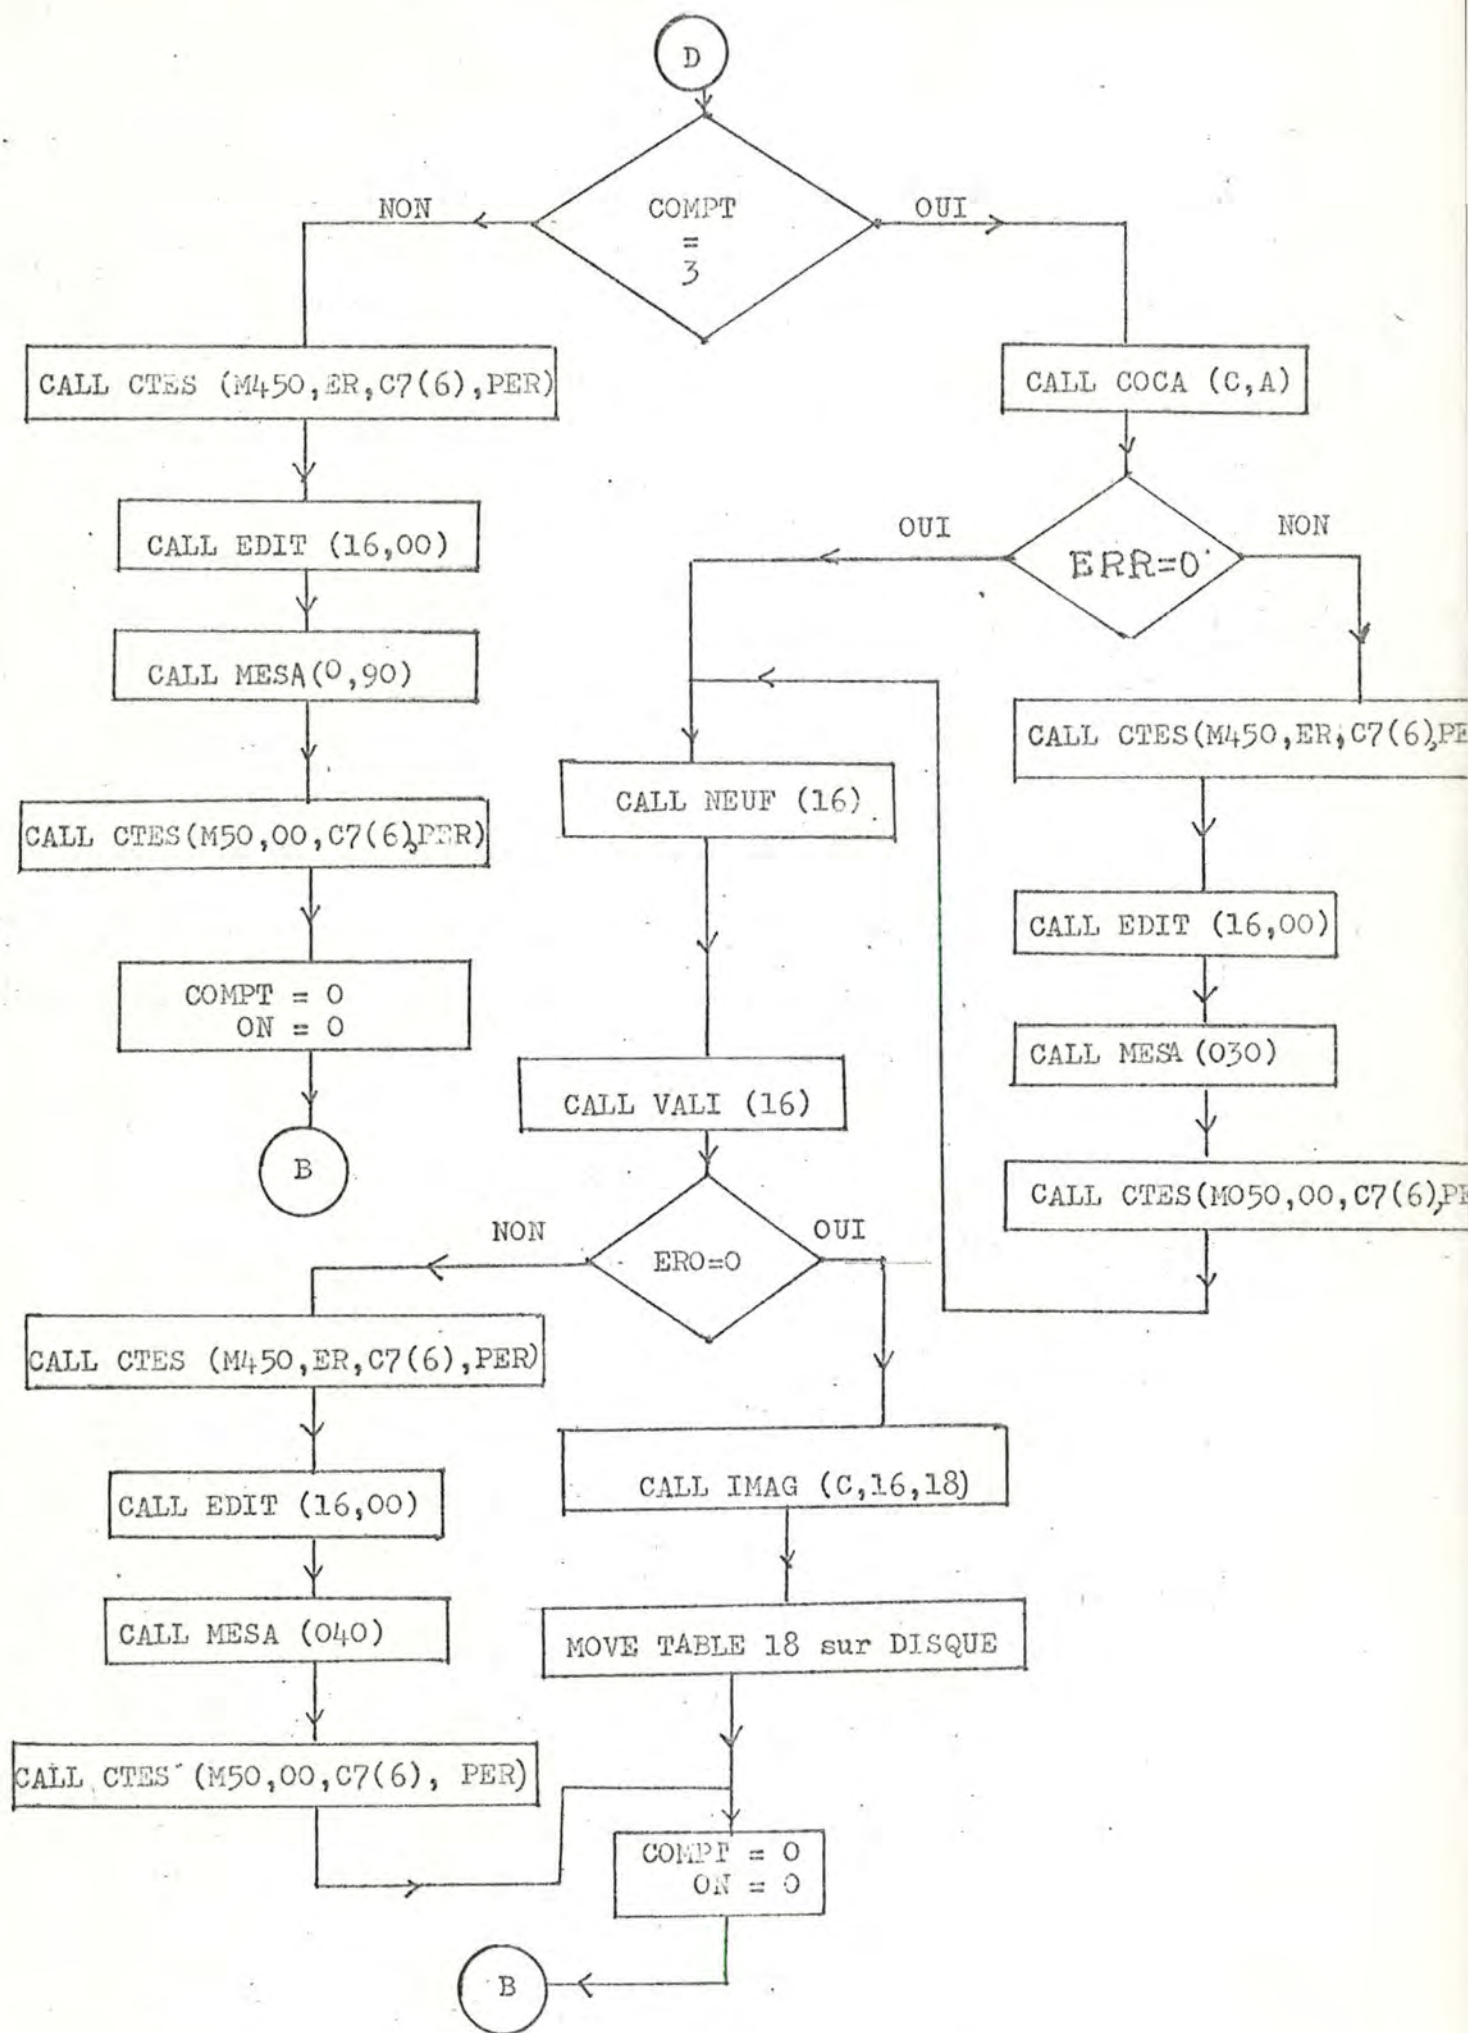 D
COMPT
=
3
NON
OUI
CALL CTES (M450,ER,C7(6),PER)
CALL EDIT (16,00)
CALL MESA(0,90)
CALL CTES(M50,00,C7(6),PER)
COMPT = 0
ON = 0
B
CALL COCA (C,A)
OUI
ERR=0
NON
CALL CTES(M450,ER,C7(6),PE
CALL EDIT (16,00)
CALL MESA (030)
CALL CTES(M050,00,C7(6),PE
CALL NEUF (16)
CALL VALI (16)
NON
ERO=0
OUI
CALL CTES (M450,ER,C7(6),PER)
CALL EDIT (16,00)
CALL MESA (040)
CALL CTES (M50,00,C7(6), PER)
CALL IMAG (C,16,18)
MOVE TABLE 18 sur DISQUE
COMPT = 0
ON = 0
B